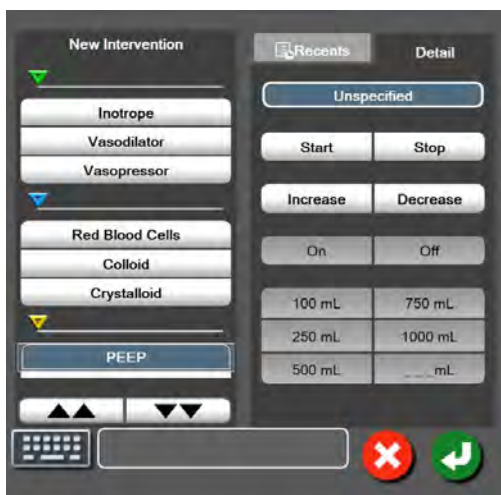 New Intervention
Inotrope
Vasodilator
Vasopressor
Red Blood Cells
Colloid
Crystalloid
PEEP
Recents Detail
Unspecified
Start Stop
Increase Decrease
On Off
100 mL 750 mL
250 mL 1000 mL
500 mL _ _ _mL